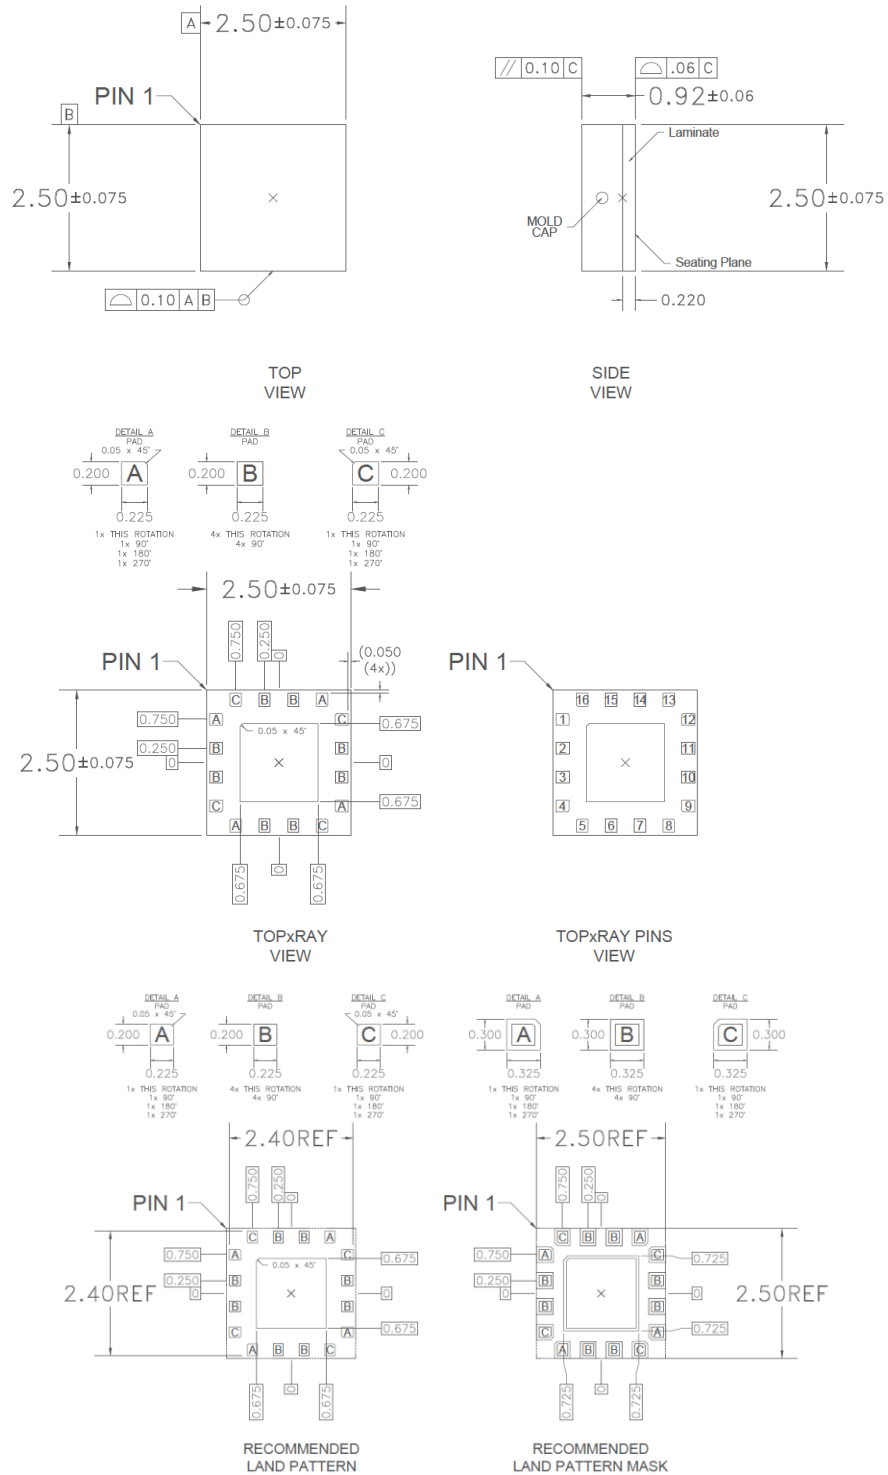 A 2.50±0.075
PIN 1
B
2.50±0.075
0.10 A B
TOP
VIEW
// 0.10 C
.06 C
0.92±0.06
Laminate
2.50±0.075
MOLD
CAP
Seating Plane
0.220
SIDE
VIEW
DETAIL A
PAD
0.05 x 45°
0.200
A
0.225
1x THIS ROTATION
1x 90°
1x 180°
1x 270°
DETAIL B
PAD
0.200
B
0.225
4x THIS ROTATION
4x 90°
DETAIL C
PAD
0.05 x 45°
C
0.200
0.225
1x THIS ROTATION
1x 90°
1x 180°
1x 270°
2.50±0.075
0.750
0.250
0
(0.050
(4x))
PIN 1
C B B A
0.750
A
C
0.675
0.05 x 45°
0.250
B
B
2.50±0.075
0
0
B
B
C
A
0.675
A B B C
0.675
0
0.675
TOPxRAY
VIEW
PIN 1
16 15 14 13
1
12
2
11
3
10
4
9
5 6 7 8
TOPxRAY PINS
VIEW
DETAIL A
PAD
0.05 x 45°
0.200
A
0.225
1x THIS ROTATION
1x 90°
1x 180°
1x 270°
DETAIL B
PAD
0.200
B
0.225
4x THIS ROTATION
4x 90°
DETAIL C
PAD
0.05 x 45°
C
0.200
0.225
1x THIS ROTATION
1x 90°
1x 180°
1x 270°
2.40REF
0.750
0.250
0
PIN 1
C B B A
0.750
A
C
0.675
0.05 x 45°
0.250
B
B
2.40REF
0
0
B
B
C
A
0.675
A B B C
0.675
0
0.675
RECOMMENDED
LAND PATTERN
DETAIL A
PAD
0.300
A
0.325
1x THIS ROTATION
1x 90°
1x 180°
1x 270°
DETAIL B
PAD
B
0.325
4x THIS ROTATION
4x 90°
DETAIL C
PAD
C
0.300
0.325
1x THIS ROTATION
1x 90°
1x 180°
1x 270°
2.50REF
0.750
0.250
0
PIN 1
C B B A
0.750
A
C
0.725
0.250
B
B
0
0
2.50REF
B
B
C
A
0.725
A B B C
0.725
0
0.725
RECOMMENDED
LAND PATTERN MASK